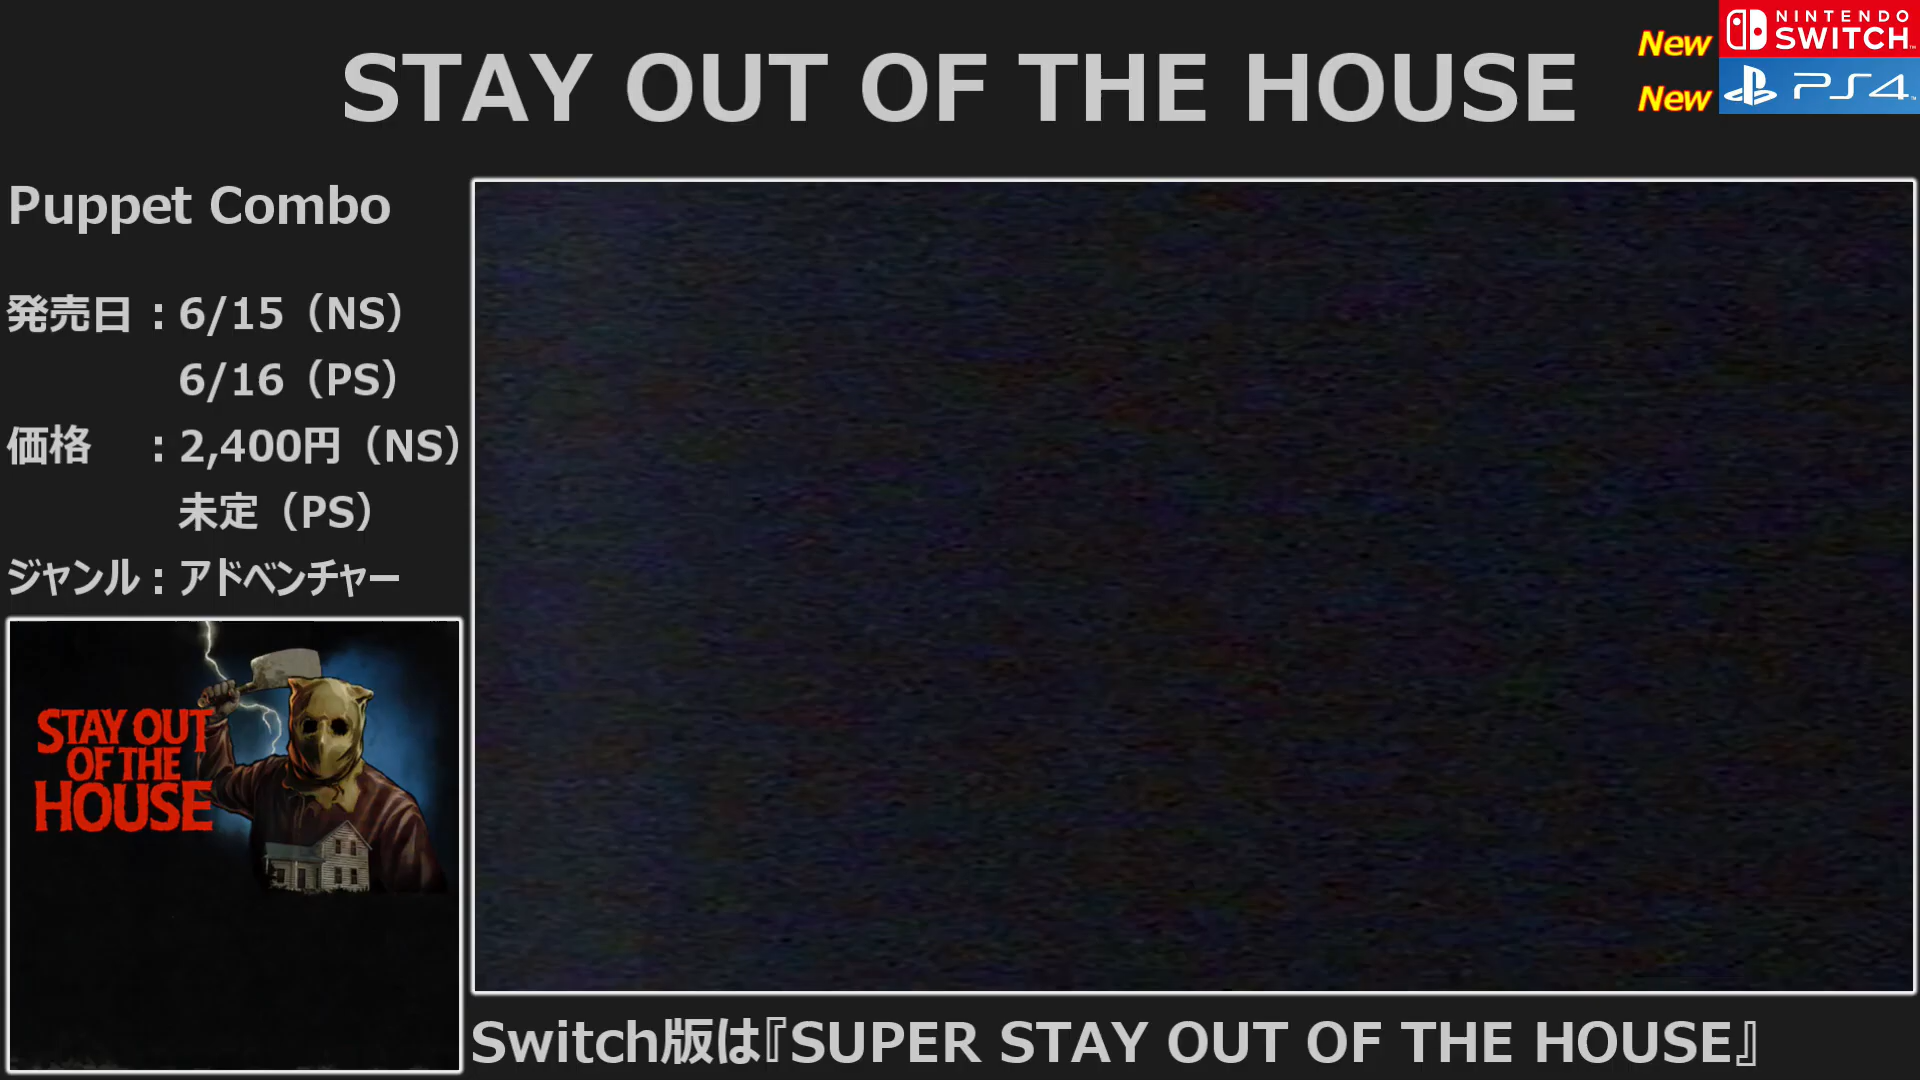 STAY OUT OF THE HOUSE
New NINTENDO SWITCH
New PS4
Puppet Combo
発売日：6/15（NS）
6/16（PS）
価格　：2,400円（NS）
未定（PS）
ジャンル：アドベンチャー
STAY OUT
OF THE
HOUSE
Switch版は『SUPER STAY OUT OF THE HOUSE』